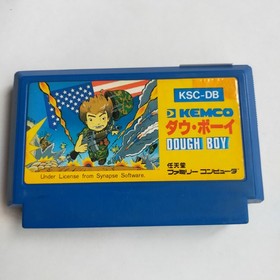 KSC-DB
KEMCO
ダウ・ボーイ
DOUGH BOY
任天堂
ファミリー コンピュータ
Under License from Synapse Software.